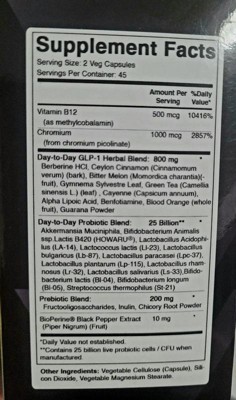 Supplement Facts
Serving Size: 2 Veg Capsules
Servings Per Container: 45
Amount Per Serving %Daily Value*
Vitamin B12 500 mcg 10416%
(as methylcobalamin)
Chromium 1000 mcg 2857%
(from chromium picolinate)
Day-to-Day GLP-1 Herbal Blend: 800 mg *
Berberine HCl, Ceylon Cinnamon (Cinnamomum
verum) (bark), Bitter Melon (Momordica charantia)(-
fruit), Gymnema Sylvestre Leaf, Green Tea (Camellia
sinensis L.) (leaf) , Cayenne (Capsicum annuum),
Alpha Lipoic Acid, Benfotiamine, Blood Orange (whole
fruit), Guarana Powder
Day-to-Day Probiotic Blend: 25 Billion** *
Akkermansia Muciniphila, Bifidobacterium Animalis
ssp.Lactis B420 (HOWARU®), Lactobacillus Acidoph-
ilus (LA-14), Lactococcus lactis (Ll-23), Lactobacillus
bulgaricus (Lb-87), Lactobacillus paracasei (Lpc-37),
Lactobacillus plantarum (Lp-115), Lactobacillus rham-
nosus (Lr-32), Lactobacillus salivarius (Ls-33),Bifido-
bacterium lactis (Bl-04), Bifidobacterium longum
(Bl-05), Streptococcus thermophilus (St-21)
Prebiotic Blend: 200 mg *
Fructooligosaccharides, Inulin, Chicory Root Powder
BioPerine® Black Pepper Extract 10 mg *
(Piper Nigrum) (Fruit)
*Daily Value not established.
**Contains 25 billion live probiotic cells / CFU when
manufactured
Other Ingredients: Vegetable Cellulose (Capsule), Sili-
con Dioxide, Vegetable Magnesium Stearate.